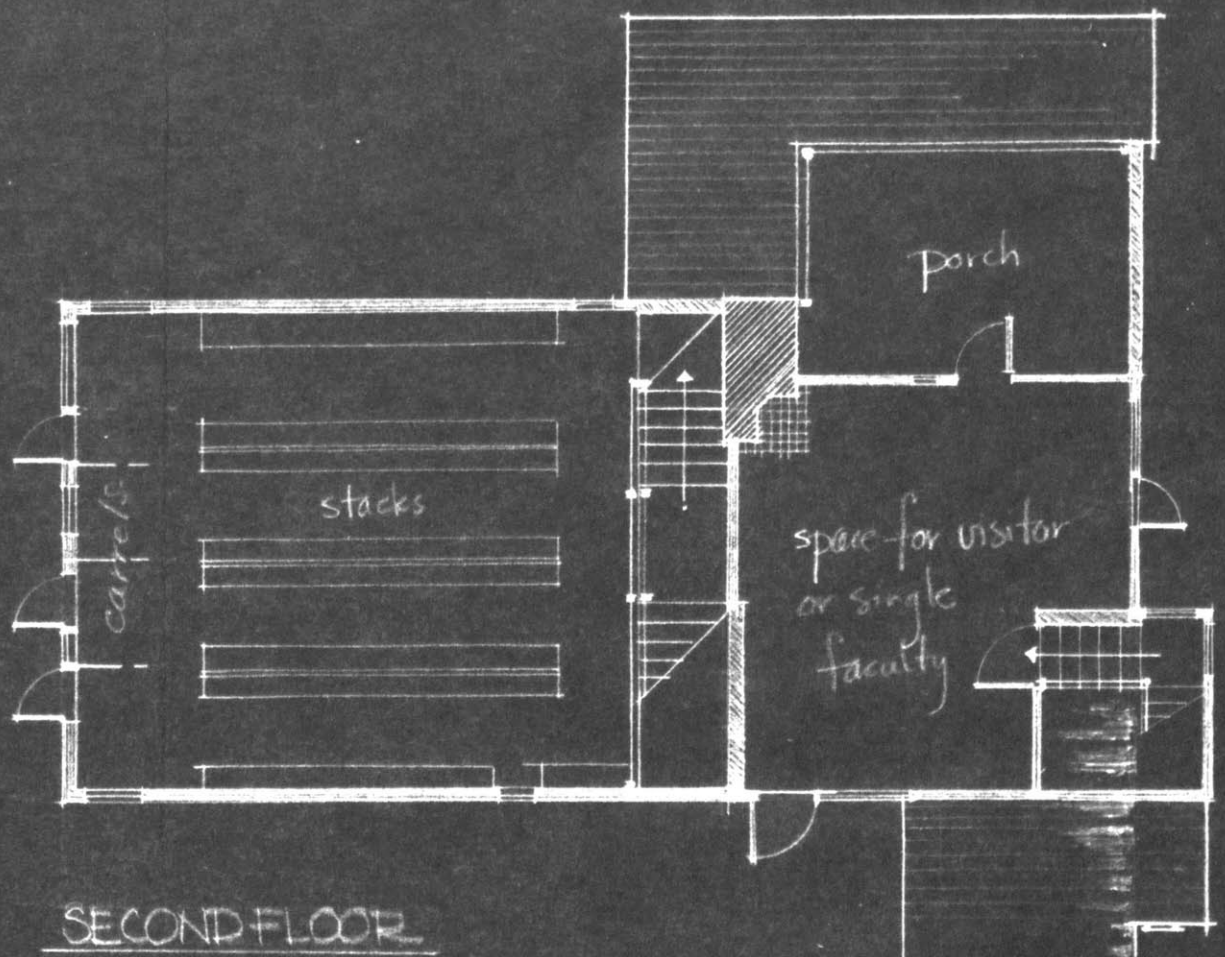 porch
stacks
carrels
space for visitor
or single
faculty
SECOND FLOOR